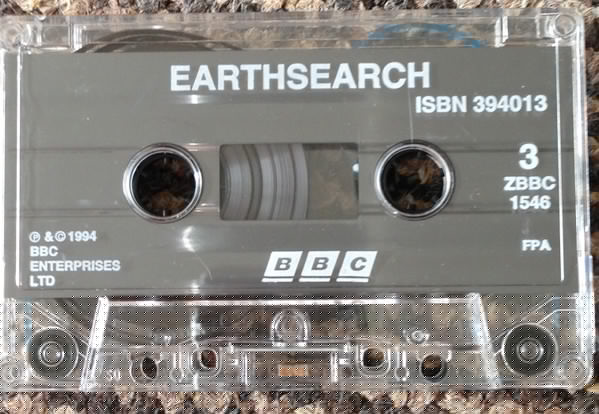 EARTHSEARCH
ISBN 394013
3
ZBBC
1546
℗ & © 1994
BBC
ENTERPRISES
LTD
BBC
FPA